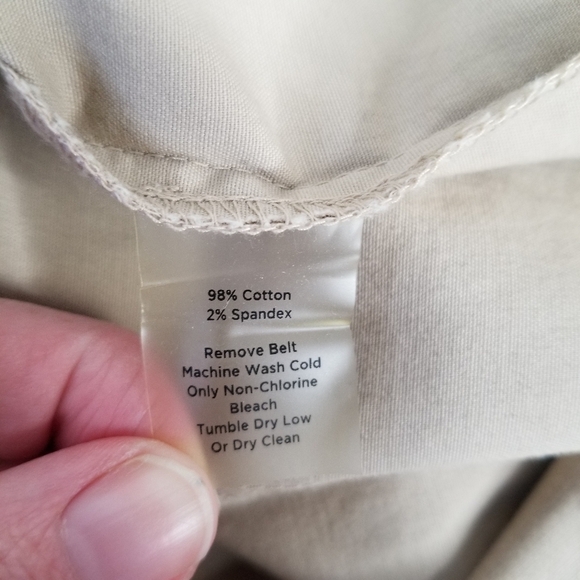 98% Cotton
2% Spandex
Remove Belt
Machine Wash Cold
Only Non-Chlorine
Bleach
Tumble Dry Low
Or Dry Clean